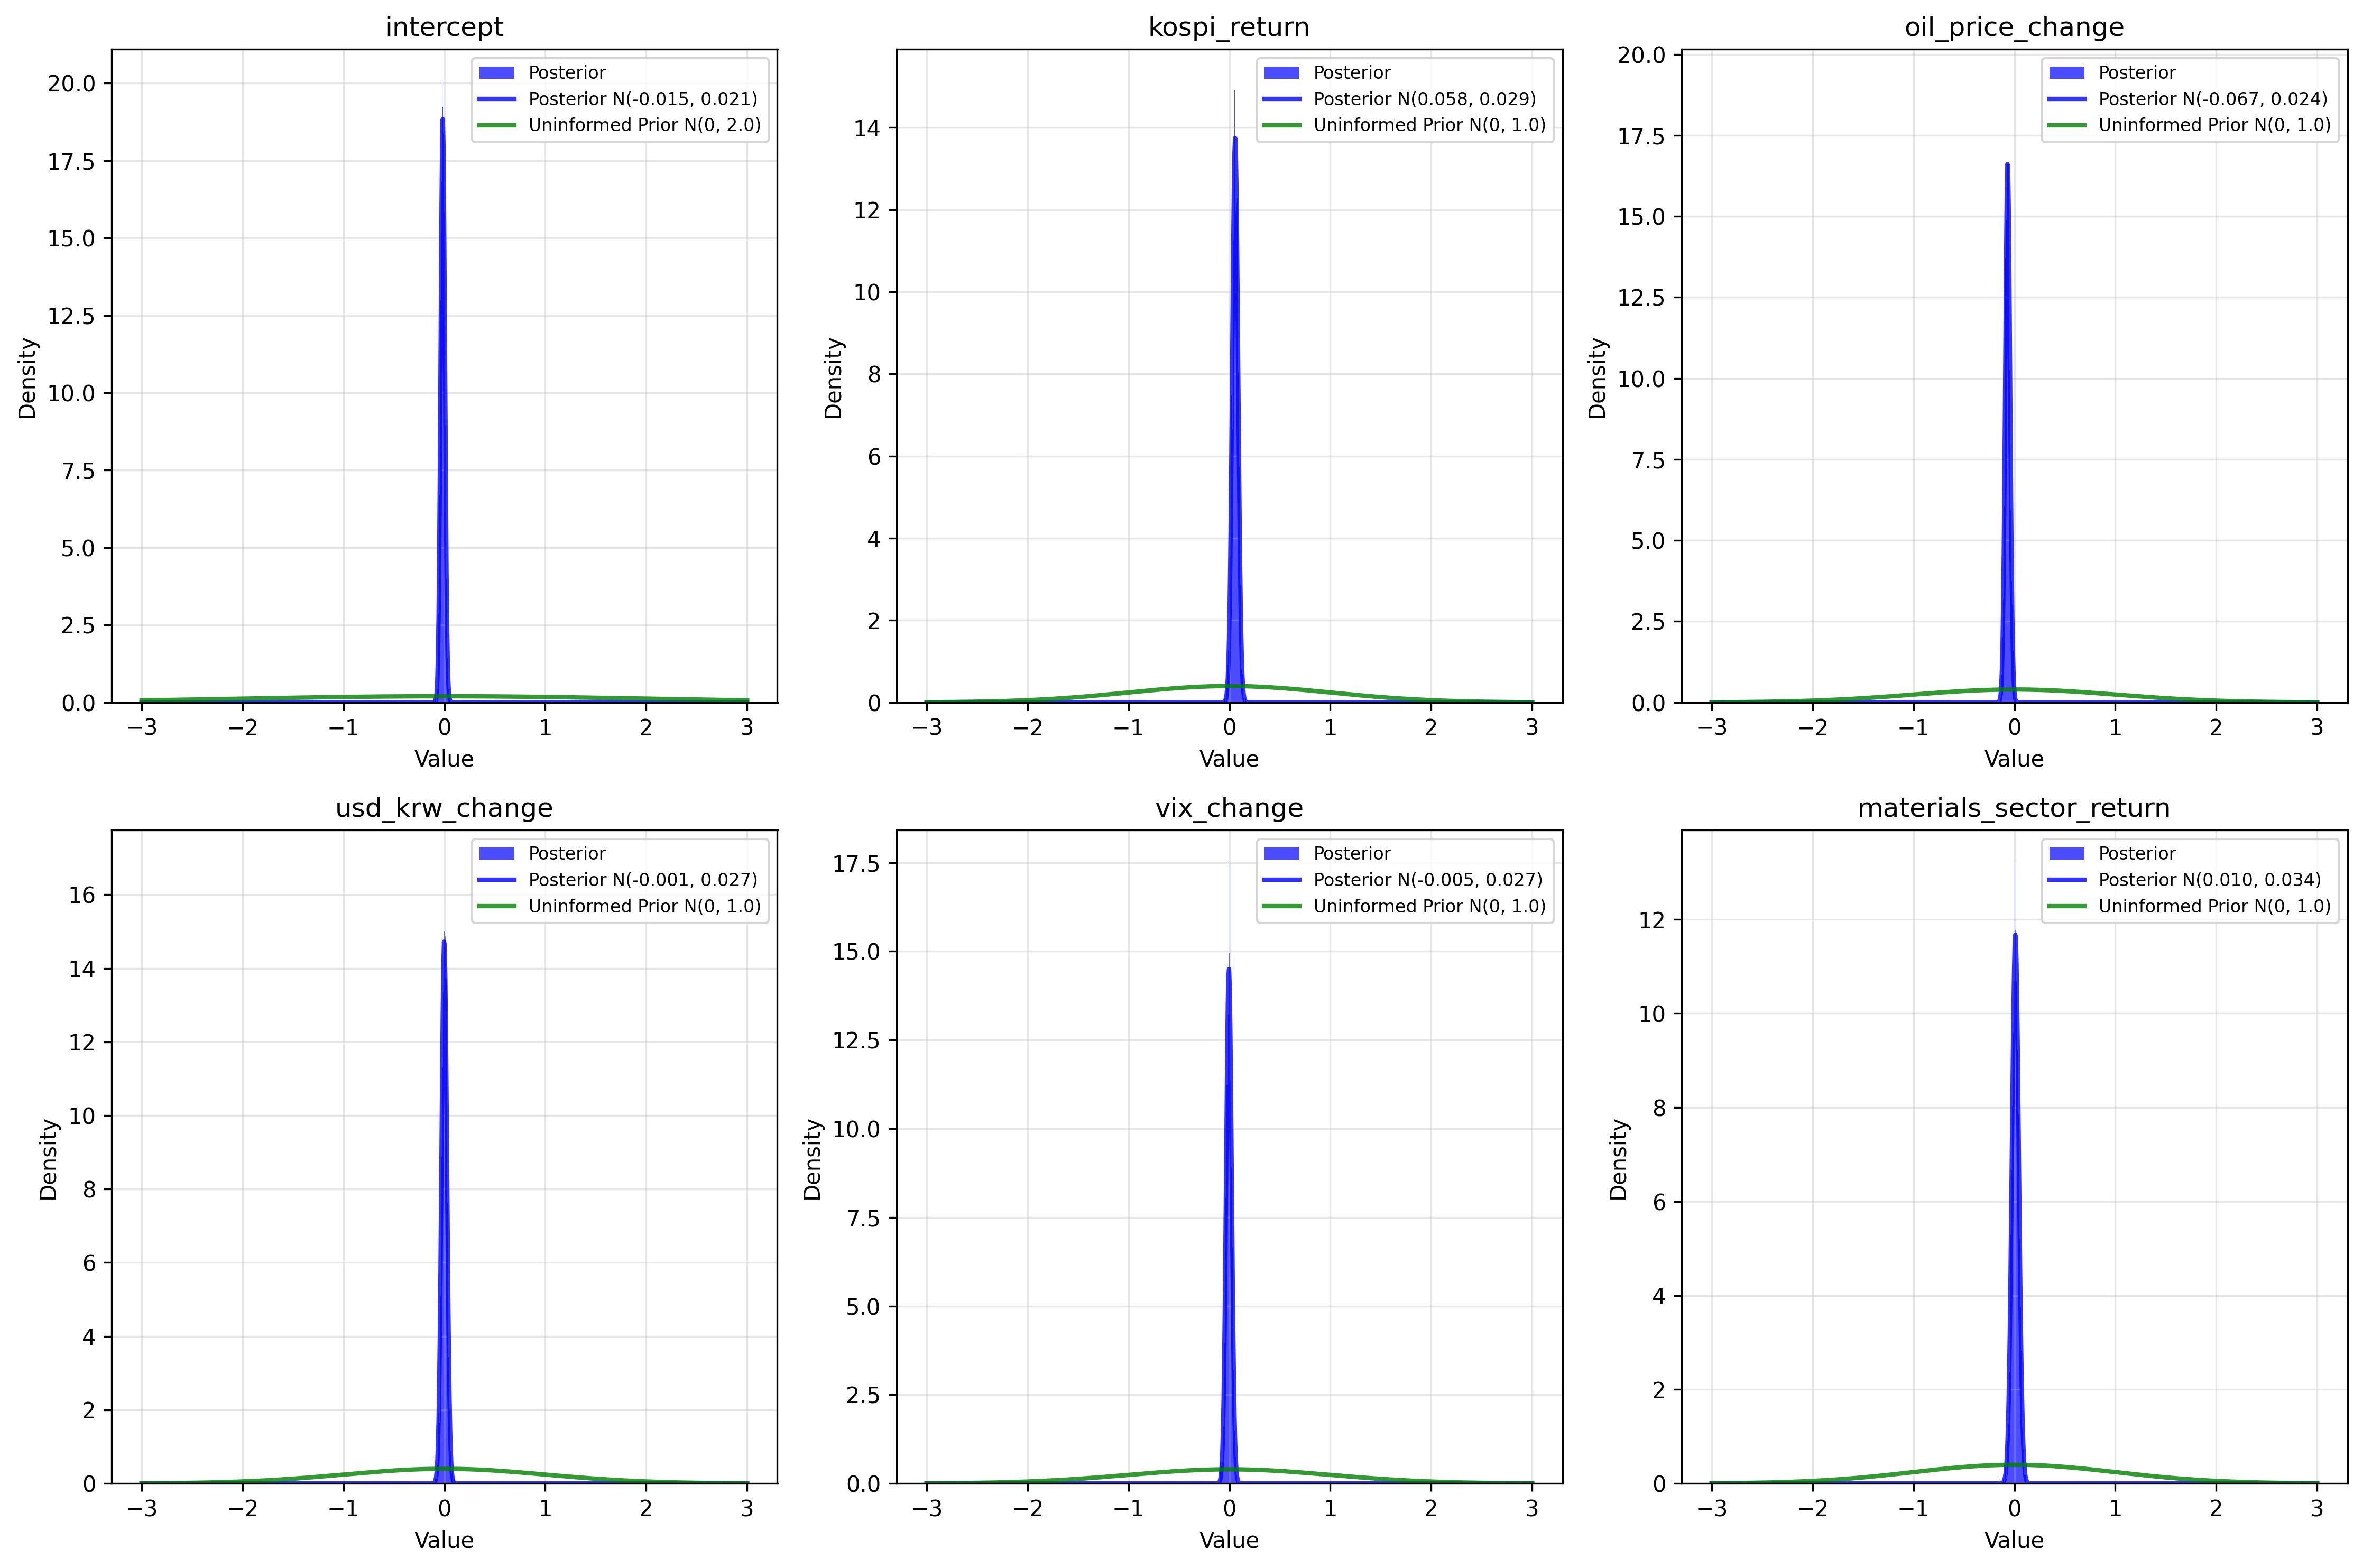 intercept
Posterior
Posterior N(-0.015, 0.021)
Uninformed Prior N(0, 2.0)
20.0
17.5
15.0
12.5
10.0
7.5
5.0
2.5
0.0
Density
−3 −2 −1 0 1 2 3
Value
kospi_return
Posterior
Posterior N(0.058, 0.029)
Uninformed Prior N(0, 1.0)
14
12
10
8
6
4
2
0
Density
−3 −2 −1 0 1 2 3
Value
oil_price_change
Posterior
Posterior N(-0.067, 0.024)
Uninformed Prior N(0, 1.0)
20.0
17.5
15.0
12.5
10.0
7.5
5.0
2.5
0.0
Density
−3 −2 −1 0 1 2 3
Value
usd_krw_change
Posterior
Posterior N(-0.001, 0.027)
Uninformed Prior N(0, 1.0)
16
14
12
10
8
6
4
2
0
Density
−3 −2 −1 0 1 2 3
Value
vix_change
Posterior
Posterior N(-0.005, 0.027)
Uninformed Prior N(0, 1.0)
17.5
15.0
12.5
10.0
7.5
5.0
2.5
0.0
Density
−3 −2 −1 0 1 2 3
Value
materials_sector_return
Posterior
Posterior N(0.010, 0.034)
Uninformed Prior N(0, 1.0)
12
10
8
6
4
2
0
Density
−3 −2 −1 0 1 2 3
Value